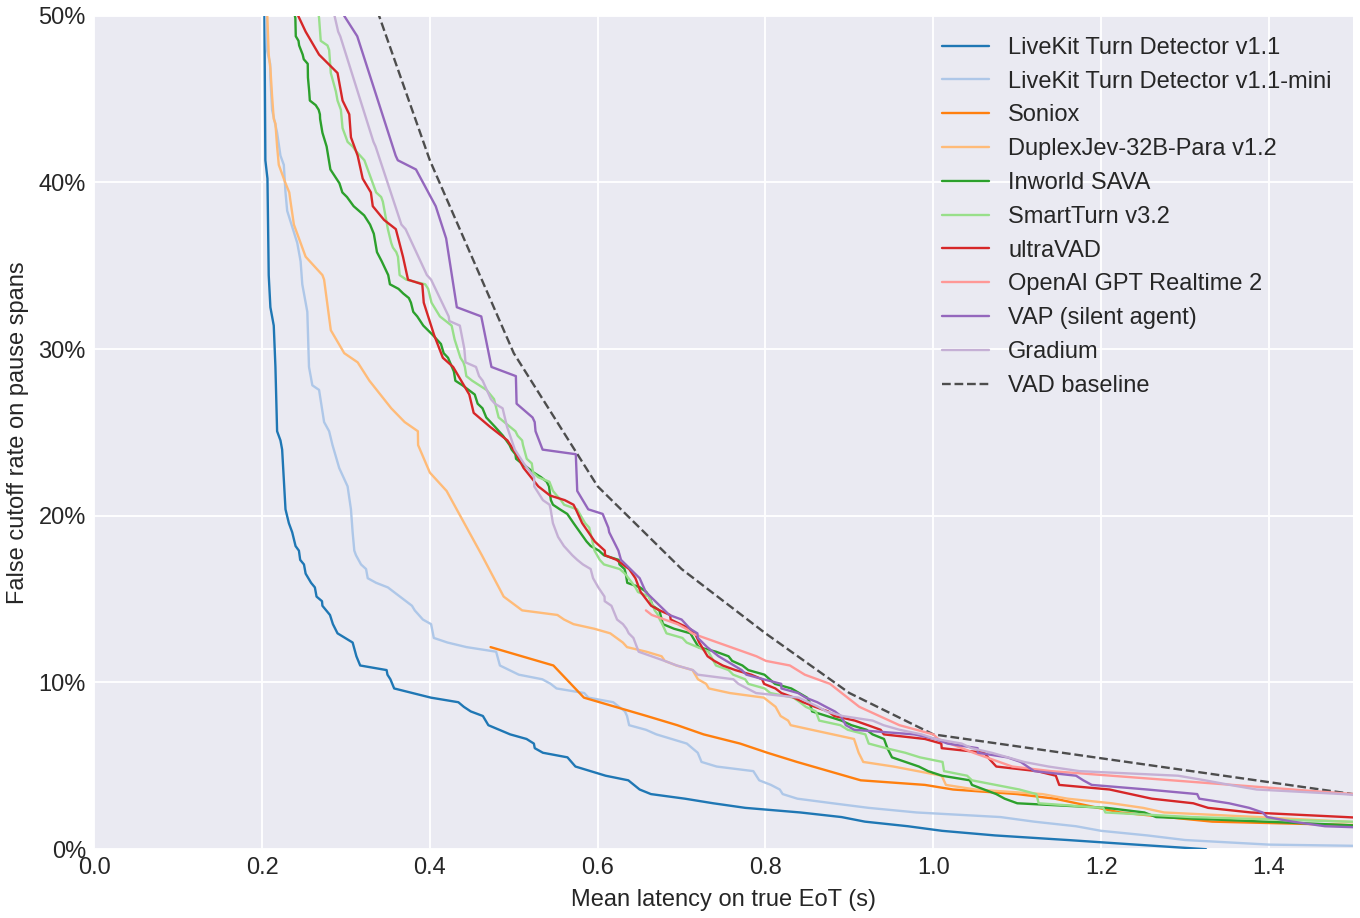 50%
40%
30%
20%
10%
0%
False cutoff rate on pause spans
LiveKit Turn Detector v1.1
LiveKit Turn Detector v1.1-mini
Soniox
DuplexJev-32B-Para v1.2
Inworld SAVA
SmartTurn v3.2
ultraVAD
OpenAI GPT Realtime 2
VAP (silent agent)
Gradium
VAD baseline
0.0 0.2 0.4 0.6 0.8 1.0 1.2 1.4
Mean latency on true EoT (s)